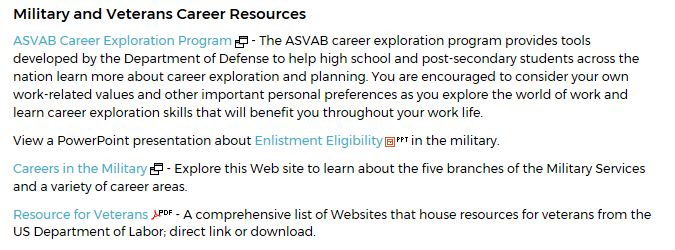 Military and Veterans Career Resources
ASVAB Career Exploration Program - The ASVAB career exploration program provides tools
developed by the Department of Defense to help high school and post-secondary students across the
nation learn more about career exploration and planning. You are encouraged to consider your own
work-related values and other important personal preferences as you explore the world of work and
learn career exploration skills that will benefit you throughout your work life.
View a PowerPoint presentation about Enlistment Eligibility PPT in the military.
Careers in the Military - Explore this Web site to learn about the five branches of the Military Services
and a variety of career areas.
Resource for Veterans PDF - A comprehensive list of Websites that house resources for veterans from the
US Department of Labor; direct link or download.